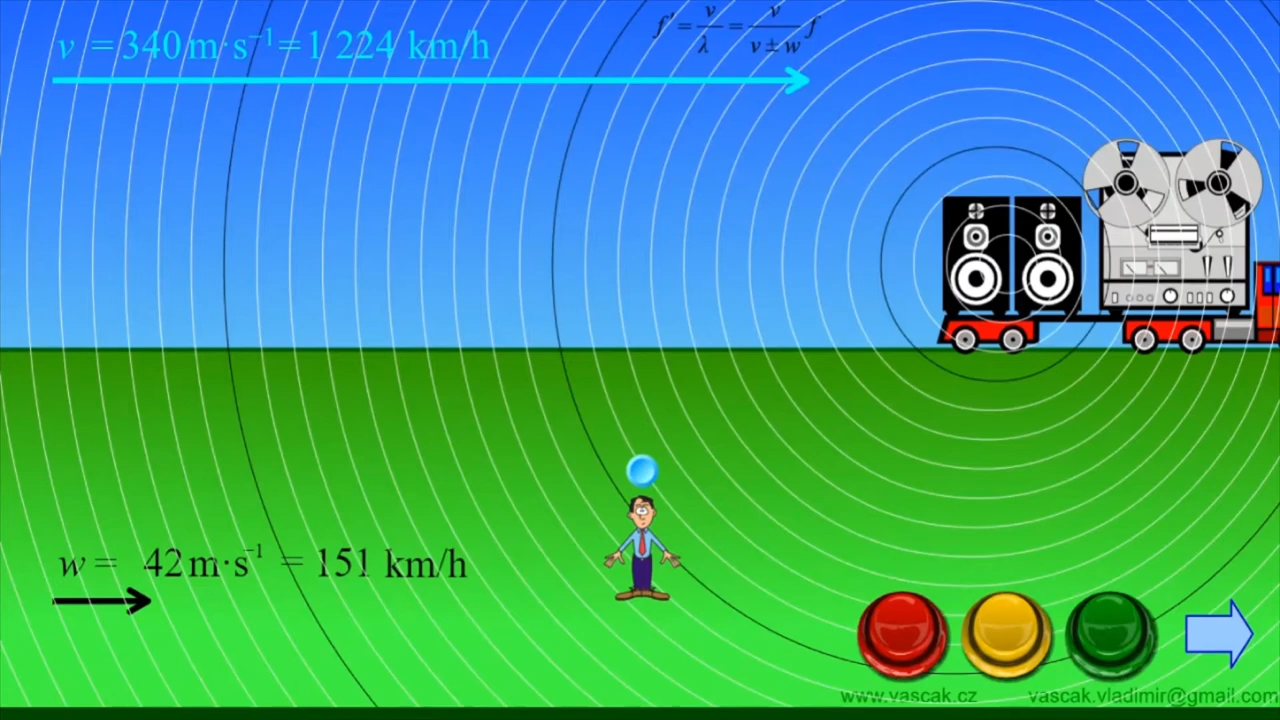 v = 340 m·s⁻¹ = 1 224 km/h
f' = v/λ = v/(v ± w) f
w = 42 m·s⁻¹ = 151 km/h
www.vascak.cz vascak.vladimir@gmail.com